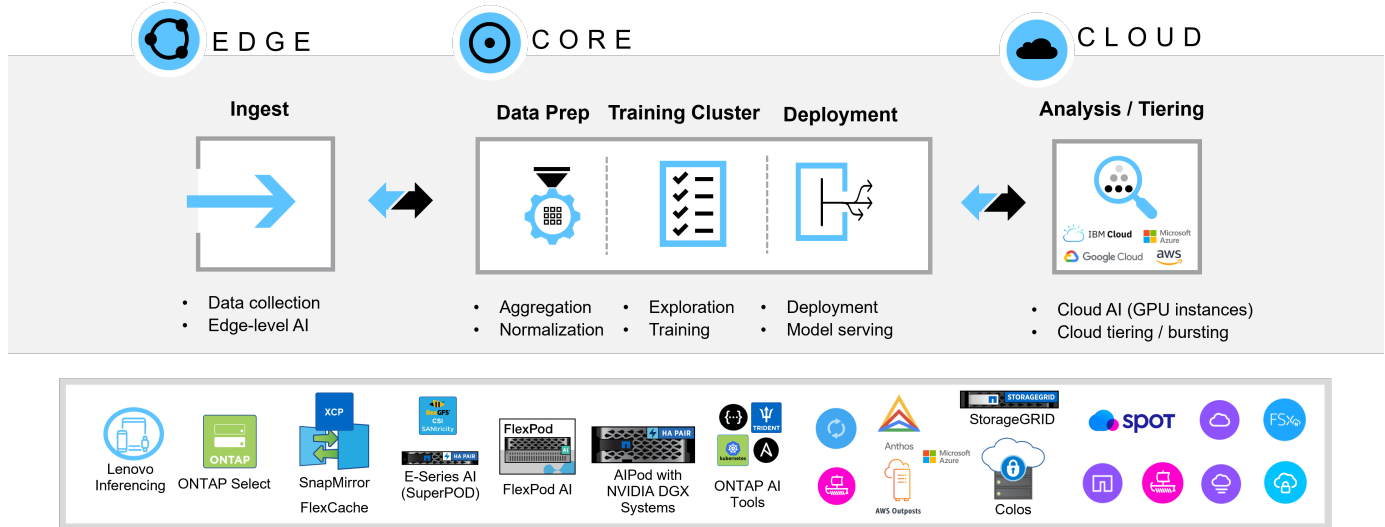 EDGE
CORE
CLOUD
Ingest
Data Prep
Training Cluster
Deployment
Analysis / Tiering
IBM Cloud
Microsoft
Azure
Google Cloud
aws
• Data collection
• Edge-level AI
• Aggregation
• Normalization
• Exploration
• Training
• Deployment
• Model serving
• Cloud AI (GPU instances)
• Cloud tiering / bursting
Lenovo
Inferencing
ONTAP
ONTAP Select
XCP
SnapMirror
FlexCache
BeeGFS
CSI
SANtricity
HA PAIR
E-Series AI
(SuperPOD)
FlexPod
AI
FlexPod AI
HA PAIR
AIPod with
NVIDIA DGX
Systems
{···}
TRIDENT
kubernetes
A
ONTAP AI
Tools
Anthos
AWS Outposts
Microsoft
Azure
STORAGEGRID
StorageGRID
Colos
spot
FSx